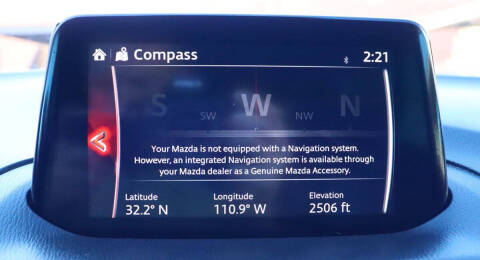 Compass
2:21
S SW W NW N
Your Mazda is not equipped with a Navigation system.
However, an integrated Navigation system is available through
your Mazda dealer as a Genuine Mazda Accessory.
Latitude Longitude Elevation
32.2° N 110.9° W 2506 ft